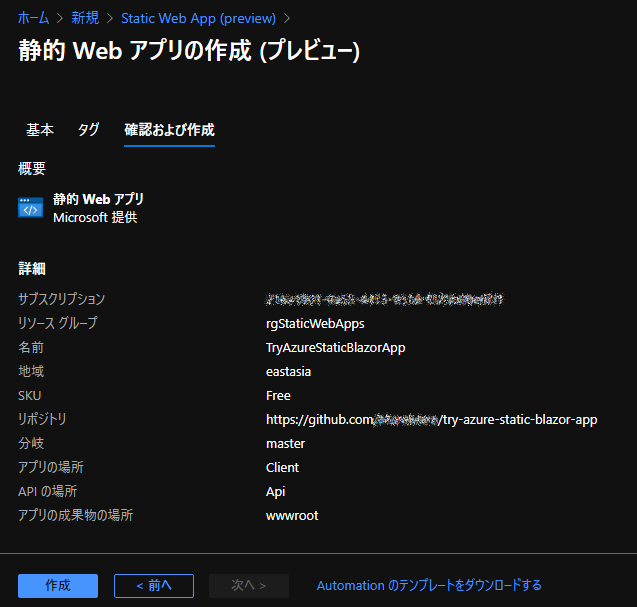 ホーム > 新規 > Static Web App (preview) >
静的 Web アプリの作成 (プレビュー)
基本 タグ 確認および作成
概要
静的 Web アプリ
Microsoft 提供
詳細
サブスクリプション
リソース グループ rgStaticWebApps
名前 TryAzureStaticBlazorApp
地域 eastasia
SKU Free
リポジトリ https://github.com/ /try-azure-static-blazor-app
分岐 master
アプリの場所 Client
API の場所 Api
アプリの成果物の場所 wwwroot
作成 < 前へ 次へ > Automation のテンプレートをダウンロードする